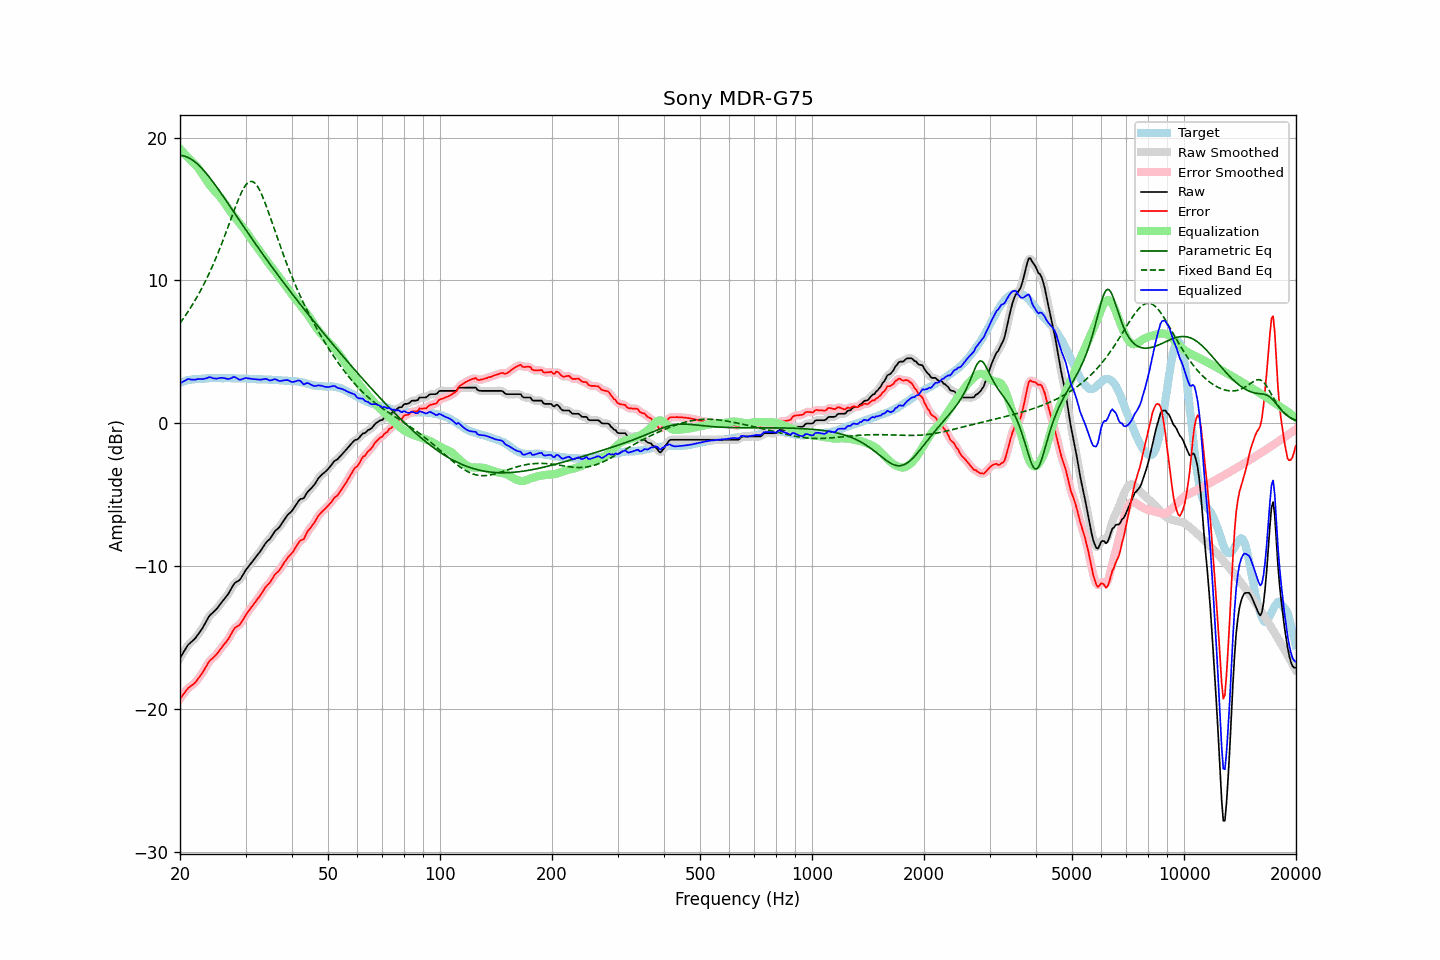 Sony MDR-G75
Amplitude (dBr)
20
10
0
−10
−20
−30
Target
Raw Smoothed
Error Smoothed
Raw
Error
Equalization
Parametric Eq
Fixed Band Eq
Equalized
20 50 100 200 500 1000 2000 5000 10000 20000
Frequency (Hz)